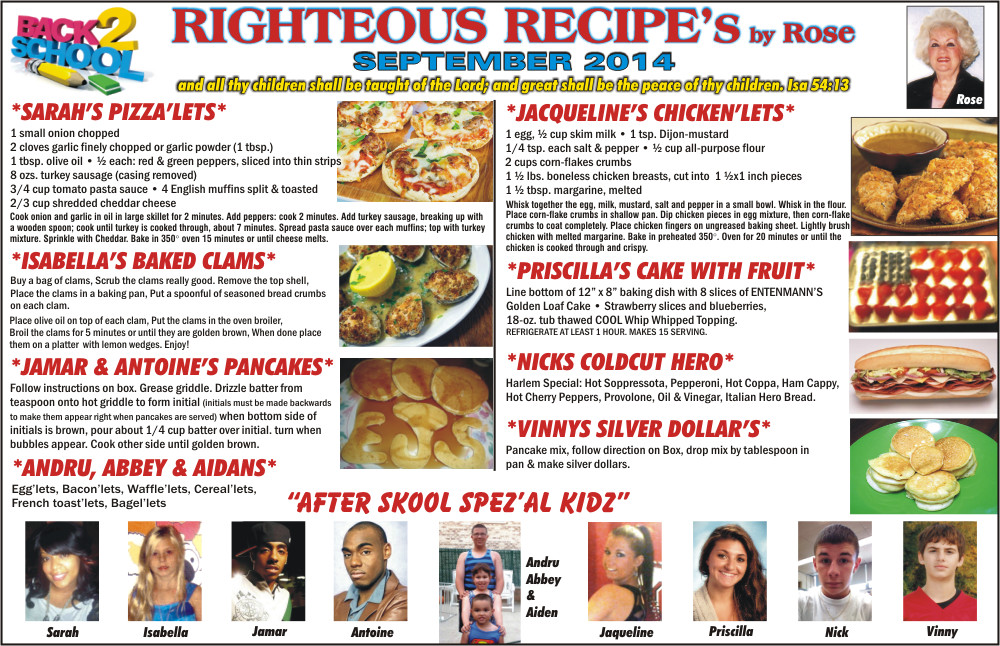 BACK 2 SCHOOL
RIGHTEOUS RECIPE'S by Rose
SEPTEMBER 2014
and all thy children shall be taught of the Lord; and great shall be the peace of thy children. Isa 54:13
Rose
*SARAH'S PIZZA'LETS*
1 small onion chopped
2 cloves garlic finely chopped or garlic powder (1 tbsp.)
1 tbsp. olive oil • ½ each: red & green peppers, sliced into thin strips
8 ozs. turkey sausage (casing removed)
3/4 cup tomato pasta sauce • 4 English muffins split & toasted
2/3 cup shredded cheddar cheese
Cook onion and garlic in oil in large skillet for 2 minutes. Add peppers: cook 2 minutes. Add turkey sausage, breaking up with
a wooden spoon; cook until turkey is cooked through, about 7 minutes. Spread pasta sauce over each muffins; top with turkey
mixture. Sprinkle with Cheddar. Bake in 350° oven 15 minutes or until cheese melts.
*ISABELLA'S BAKED CLAMS*
Buy a bag of clams, Scrub the clams really good. Remove the top shell,
Place the clams in a baking pan, Put a spoonful of seasoned bread crumbs
on each clam.
Place olive oil on top of each clam, Put the clams in the oven broiler,
Broil the clams for 5 minutes or until they are golden brown, When done place
them on a platter with lemon wedges. Enjoy!
*JAMAR & ANTOINE'S PANCAKES*
Follow instructions on box. Grease griddle. Drizzle batter from
teaspoon onto hot griddle to form initial (initials must be made backwards
to make them appear right when pancakes are served) when bottom side of
initials is brown, pour about 1/4 cup batter over initial. turn when
bubbles appear. Cook other side until golden brown.
*ANDRU, ABBEY & AIDANS*
Egg'lets, Bacon'lets, Waffle'lets, Cereal'lets,
French toast'lets, Bagel'lets
*JACQUELINE'S CHICKEN'LETS*
1 egg, ½ cup skim milk • 1 tsp. Dijon-mustard
1/4 tsp. each salt & pepper • ½ cup all-purpose flour
2 cups corn-flakes crumbs
1 ½ lbs. boneless chicken breasts, cut into 1 ½x1 inch pieces
1 ½ tbsp. margarine, melted
Whisk together the egg, milk, mustard, salt and pepper in a small bowl. Whisk in the flour.
Place corn-flake crumbs in shallow pan. Dip chicken pieces in egg mixture, then corn-flake
crumbs to coat completely. Place chicken fingers on ungreased baking sheet. Lightly brush
chicken with melted margarine. Bake in preheated 350°. Oven for 20 minutes or until the
chicken is cooked through and crispy.
*PRISCILLA'S CAKE WITH FRUIT*
Line bottom of 12" x 8" baking dish with 8 slices of ENTENMANN'S
Golden Loaf Cake • Strawberry slices and blueberries,
18-oz. tub thawed COOL Whip Whipped Topping.
REFRIGERATE AT LEAST 1 HOUR. MAKES 15 SERVING.
*NICKS COLDCUT HERO*
Harlem Special: Hot Soppressota, Pepperoni, Hot Coppa, Ham Cappy,
Hot Cherry Peppers, Provolone, Oil & Vinegar, Italian Hero Bread.
*VINNYS SILVER DOLLAR'S*
Pancake mix, follow direction on Box, drop mix by tablespoon in
pan & make silver dollars.
"AFTER SKOOL SPEZ'AL KIDZ"
Sarah
Isabella
Jamar
Antoine
Andru
Abbey
&
Aiden
Jaqueline
Priscilla
Nick
Vinny